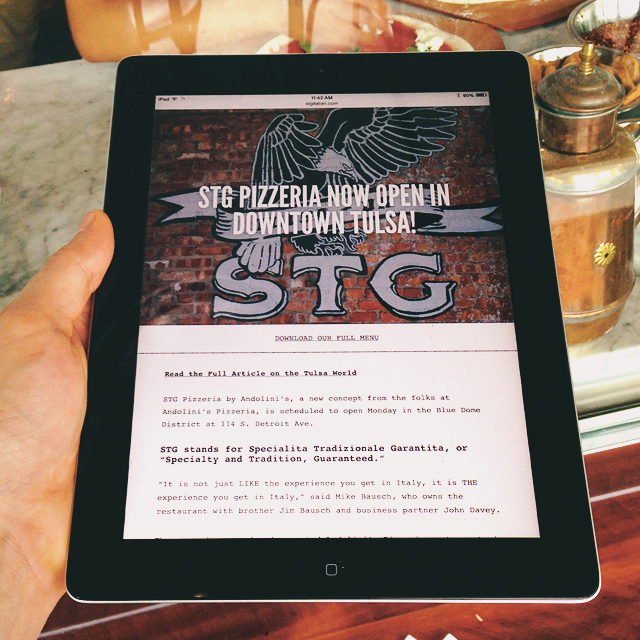 iPad
11:42 AM
90%
stgitalian.com
STG PIZZERIA NOW OPEN IN
DOWNTOWN TULSA!
STG
DOWNLOAD OUR FULL MENU
Read the Full Article on the Tulsa World
STG Pizzeria by Andolini's, a new concept from the folks at
Andolini's Pizzeria, is scheduled to open Monday in the Blue Dome
District at 114 S. Detroit Ave.
STG stands for Specialita Tradizionale Garantita, or
"Specialty and Tradition, Guaranteed."
"It is not just LIKE the experience you get in Italy, it is THE
experience you get in Italy," said Mike Bausch, who owns the
restaurant with brother Jim Bausch and business partner John Davey.